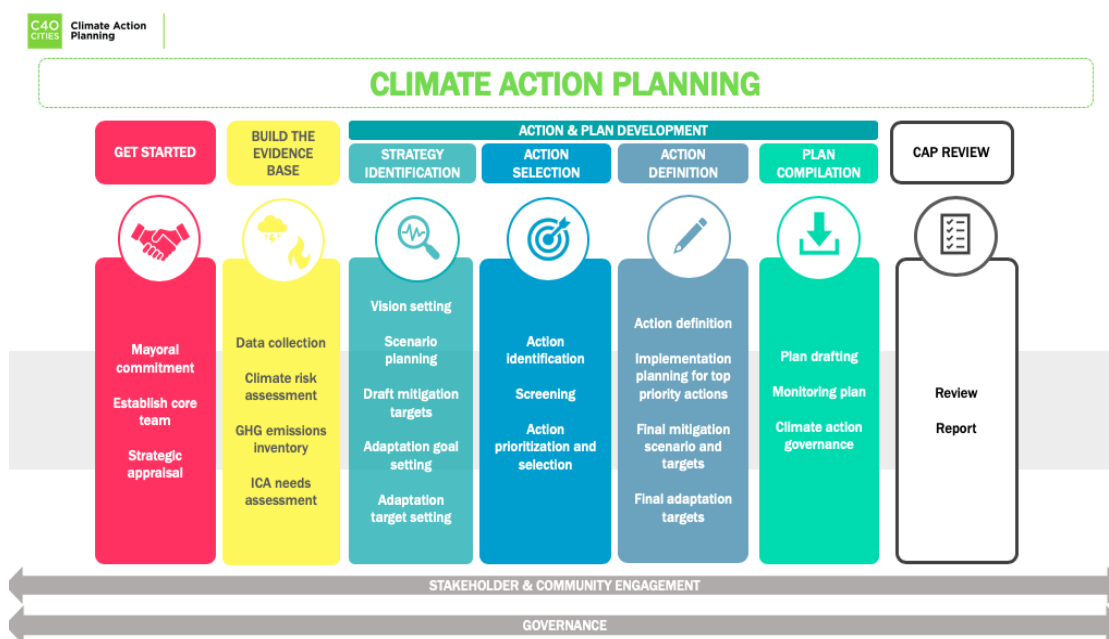 C40
CITIES
Climate Action
Planning
CLIMATE ACTION PLANNING
GET STARTED
BUILD THE
EVIDENCE
BASE
ACTION & PLAN DEVELOPMENT
STRATEGY
IDENTIFICATION
ACTION
SELECTION
ACTION
DEFINITION
PLAN
COMPILATION
CAP REVIEW
Mayoral
commitment
Establish core
team
Strategic
appraisal
Data collection
Climate risk
assessment
GHG emissions
inventory
ICA needs
assessment
Vision setting
Scenario
planning
Draft mitigation
targets
Adaptation goal
setting
Adaptation
target setting
Action
identification
Screening
Action
prioritization and
selection
Action definition
Implementation
planning for top
priority actions
Final mitigation
scenario and
targets
Final adaptation
targets
Plan drafting
Monitoring plan
Climate action
governance
Review
Report
STAKEHOLDER & COMMUNITY ENGAGEMENT
GOVERNANCE